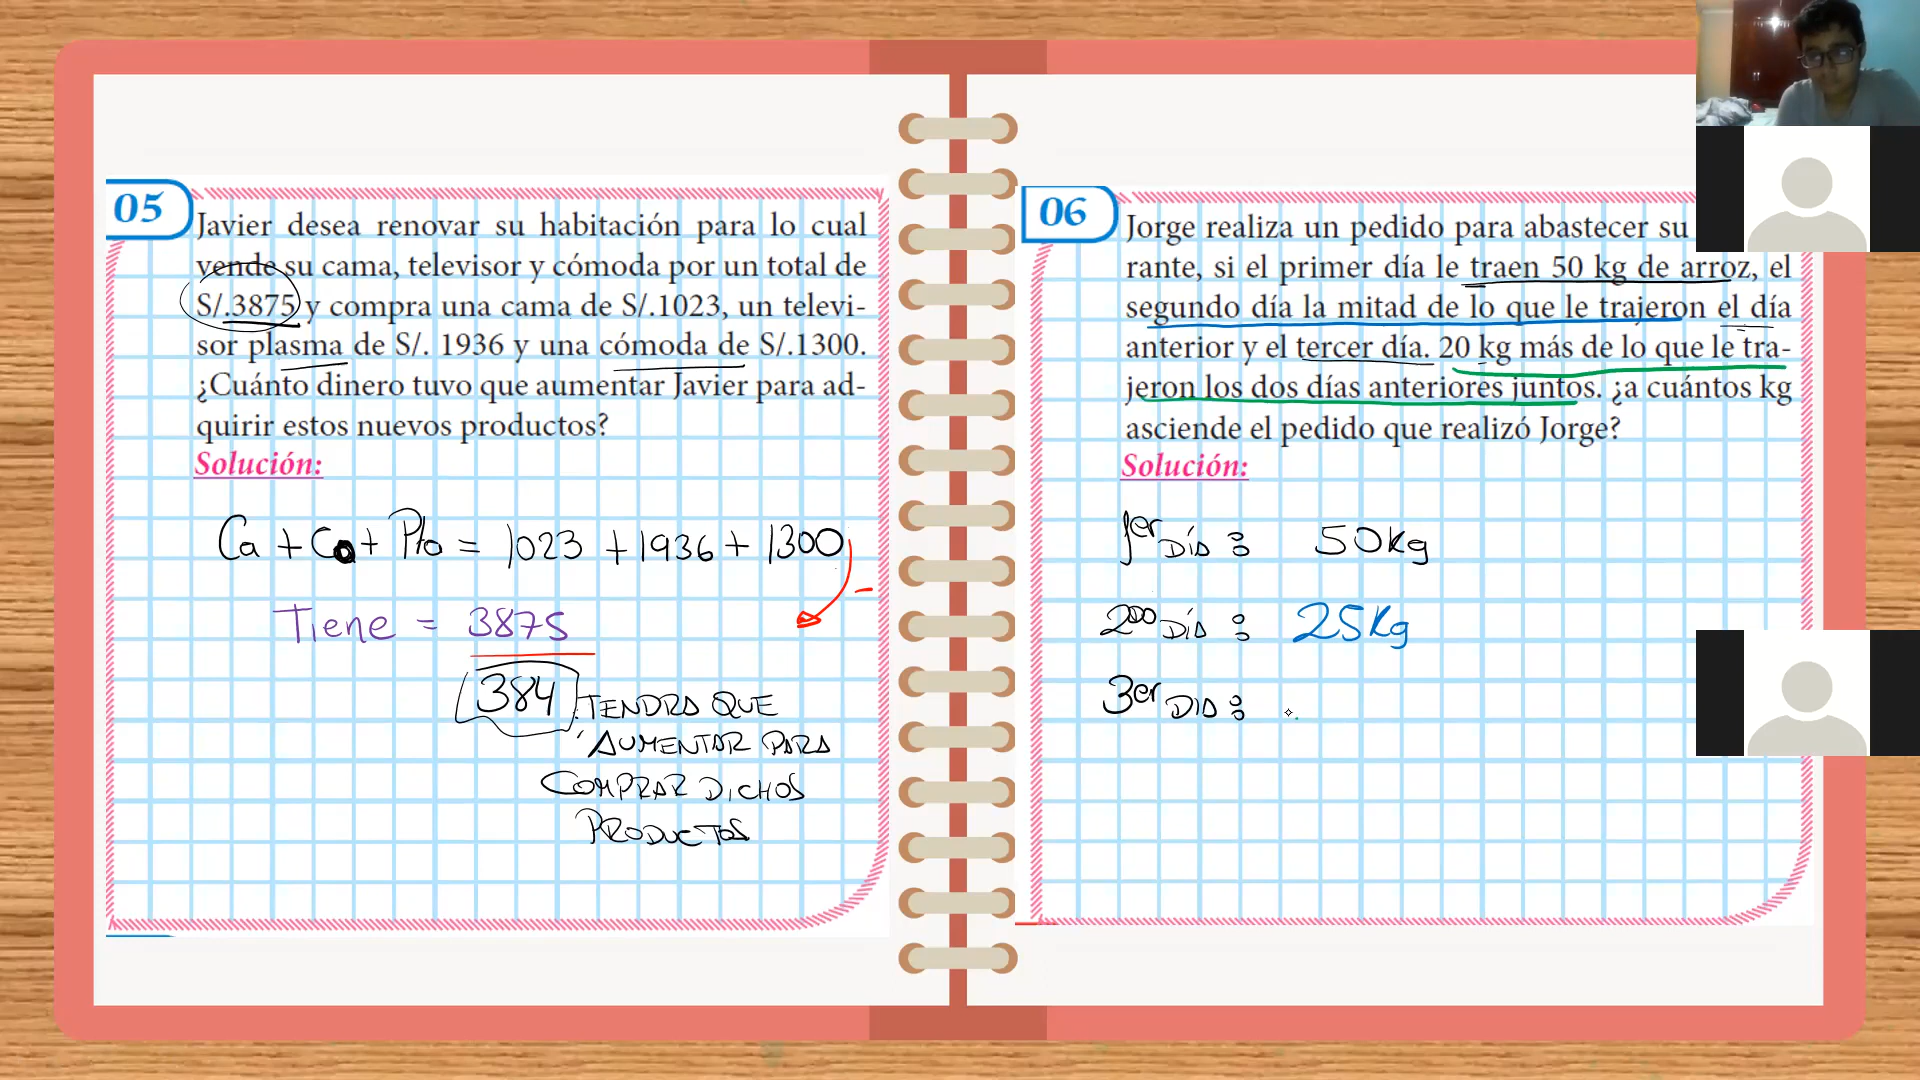 05
Javier desea renovar su habitación para lo cual
vende su cama, televisor y cómoda por un total de
S/.3875 y compra una cama de S/.1023, un televi-
sor plasma de S/. 1936 y una cómoda de S/.1300.
¿Cuánto dinero tuvo que aumentar Javier para ad-
quirir estos nuevos productos?
Solución:
Ca + Co + Pto = 1023 + 1936 + 1300
Tiene = 3875
384 TENDRA QUE
AUMENTAR PARA
COMPRAR DICHOS
PRODUCTOS
06
Jorge realiza un pedido para abastecer su
rante, si el primer día le traen 50 kg de arroz, el
segundo día la mitad de lo que le trajeron el día
anterior y el tercer día. 20 kg más de lo que le tra-
jeron los dos días anteriores juntos. ¿a cuántos kg
asciende el pedido que realizó Jorge?
Solución:
1er DÍA : 50kg
2do DÍA : 25Kg
3er DIA :